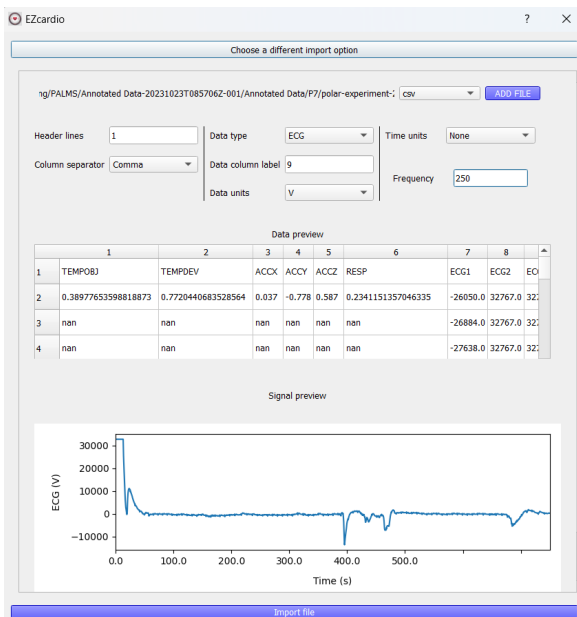 EZcardio ? ×
Choose a different import option
ng/PALMS/Annotated Data-20231023T085706Z-001/Annotated Data/P7/polar-experiment- csv ADD FILE
Header lines 1 Data type ECG Time units None
Column separator Comma Data column label 9
Frequency 250
Data units V
Data preview
1 2 3 4 5 6 7 8
1 TEMPOBJ TEMPDEV ACCX ACCY ACCZ RESP ECG1 ECG2
2 0.38977653598818873 0.7720440683528564 0.037 -0.778 0.587 0.2341151357046335 -26050.0 32767.0
3 nan nan nan nan nan nan -26884.0 32767.0
4 nan nan nan nan nan nan -27638.0 32767.0
Signal preview
30000
20000
10000
0
−10000
ECG (V)
0.0 100.0 200.0 300.0 400.0 500.0
Time (s)
Import file